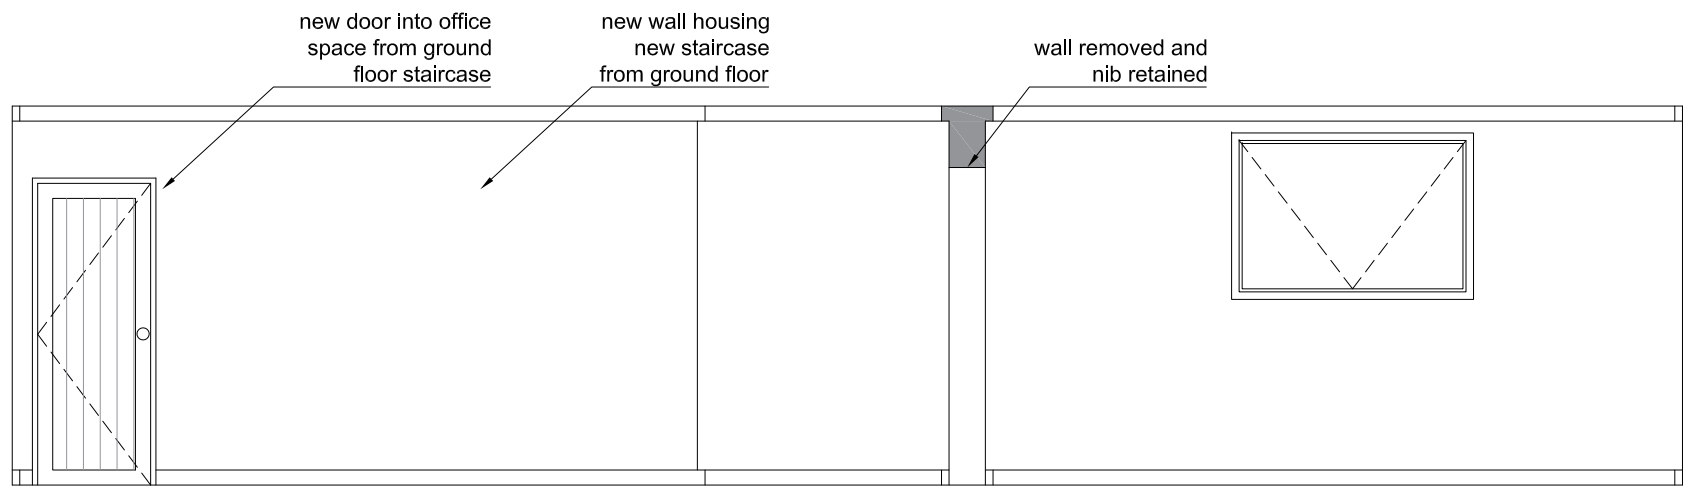 new door into office
space from ground
floor staircase
new wall housing
new staircase
from ground floor
wall removed and
nib retained